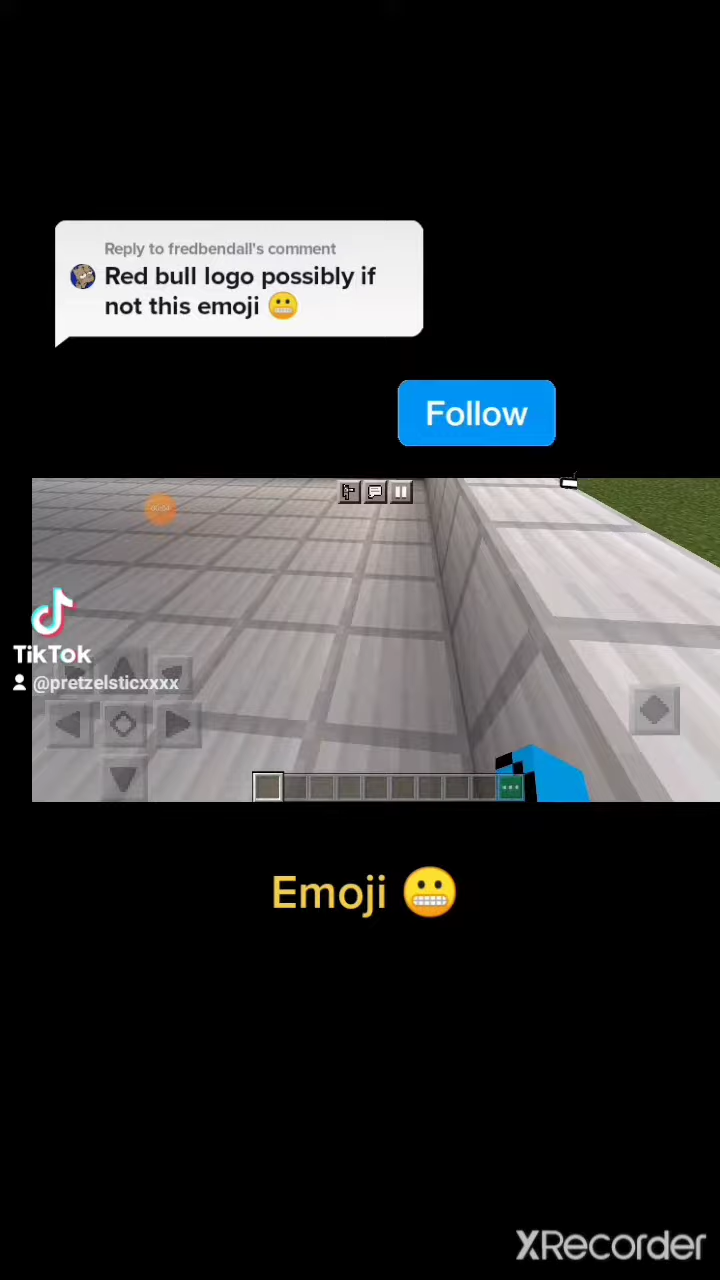 Reply to fredbendall's comment
Red bull logo possibly if
not this emoji 😬
Follow
TikTok
@pretzelsticxxxx
Emoji 😬
XRecorder